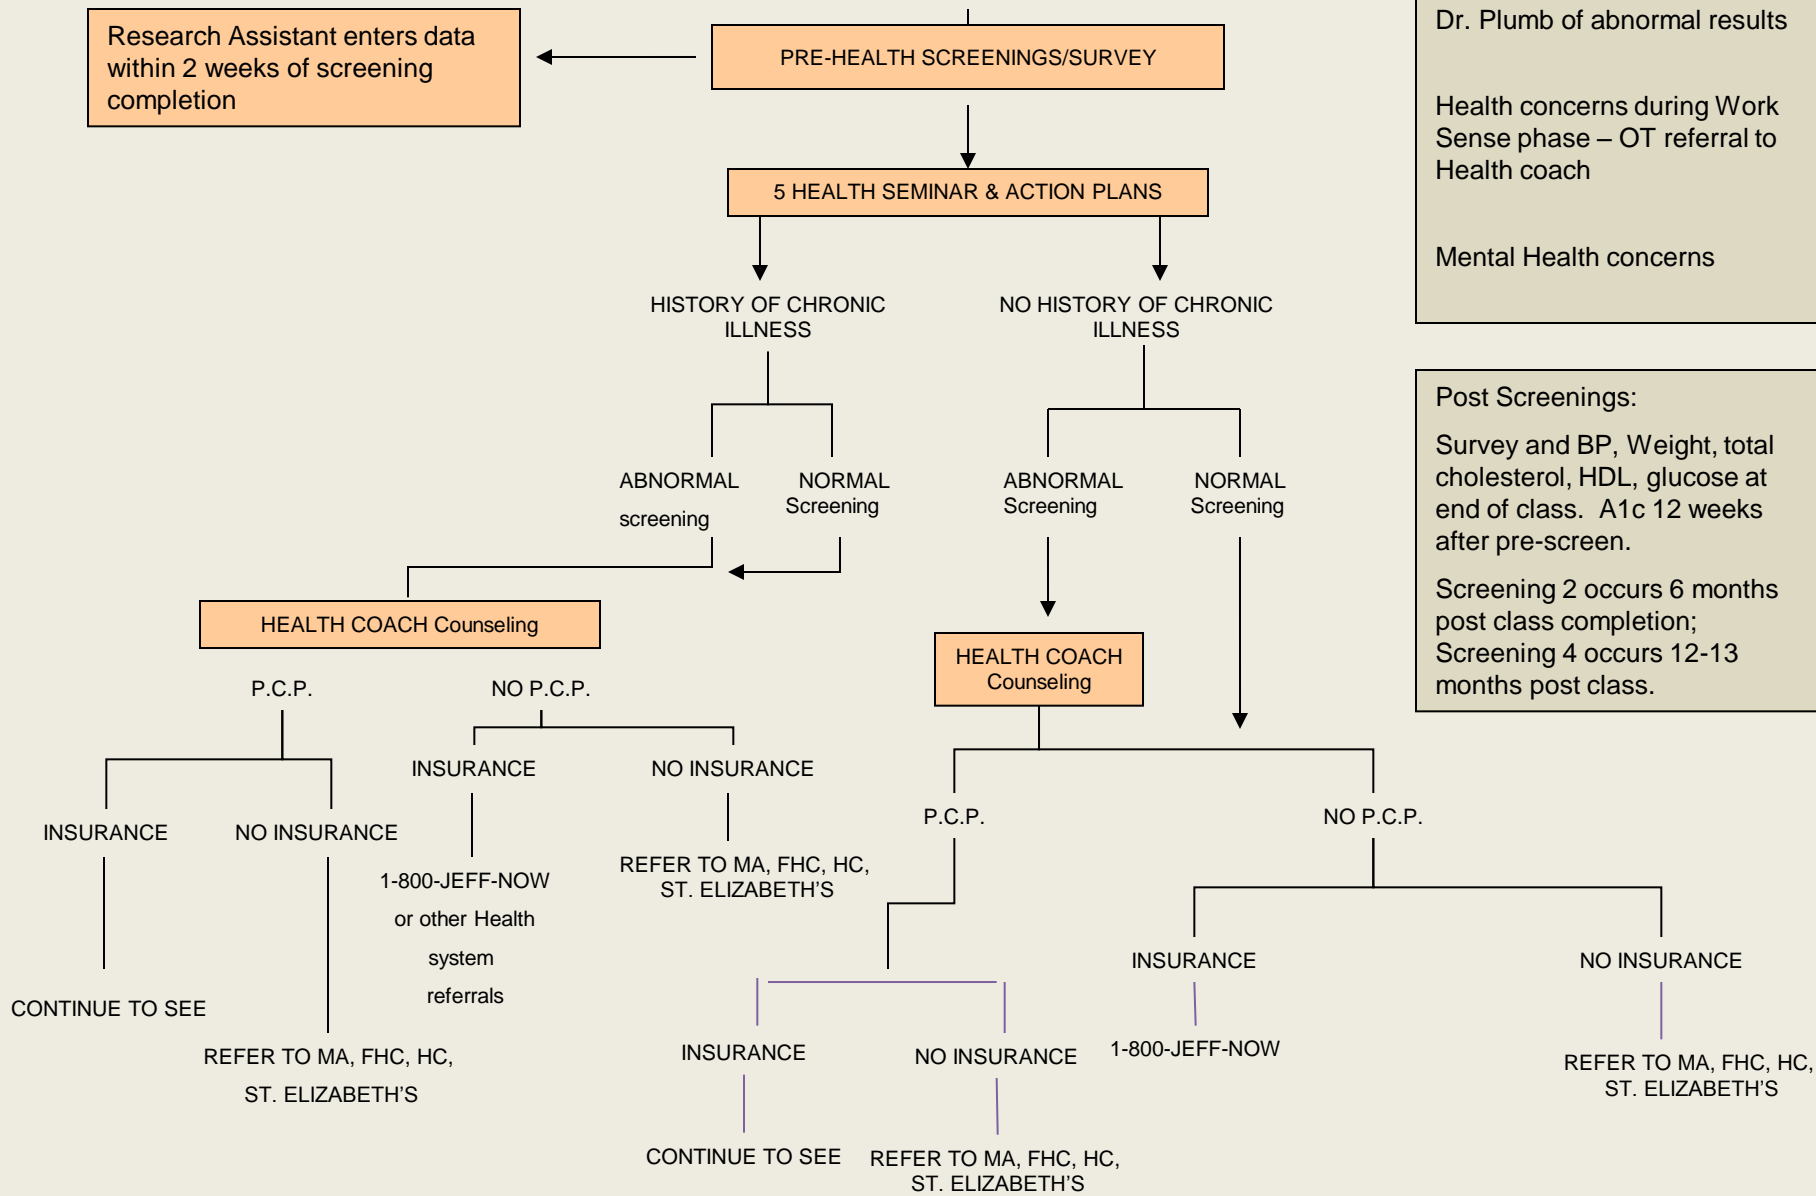 Research Assistant enters data
within 2 weeks of screening
completion
PRE-HEALTH SCREENINGS/SURVEY
Dr. Plumb of abnormal results
Health concerns during Work
Sense phase – OT referral to
Health coach
Mental Health concerns
5 HEALTH SEMINAR & ACTION PLANS
HISTORY OF CHRONIC
ILLNESS
NO HISTORY OF CHRONIC
ILLNESS
Post Screenings:
Survey and BP, Weight, total
cholesterol, HDL, glucose at
end of class.  A1c 12 weeks
after pre-screen.
Screening 2 occurs 6 months
post class completion;
Screening 4 occurs 12-13
months post class.
ABNORMAL
screening
NORMAL
Screening
ABNORMAL
Screening
NORMAL
Screening
HEALTH COACH Counseling
HEALTH COACH
Counseling
P.C.P.
NO P.C.P.
INSURANCE
NO INSURANCE
INSURANCE
NO INSURANCE
P.C.P.
NO P.C.P.
CONTINUE TO SEE
REFER TO MA, FHC, HC,
ST. ELIZABETH'S
1-800-JEFF-NOW
or other Health
system
referrals
REFER TO MA, FHC, HC,
ST. ELIZABETH'S
INSURANCE
NO INSURANCE
INSURANCE
NO INSURANCE
CONTINUE TO SEE
REFER TO MA, FHC, HC,
ST. ELIZABETH'S
1-800-JEFF-NOW
REFER TO MA, FHC, HC,
ST. ELIZABETH'S